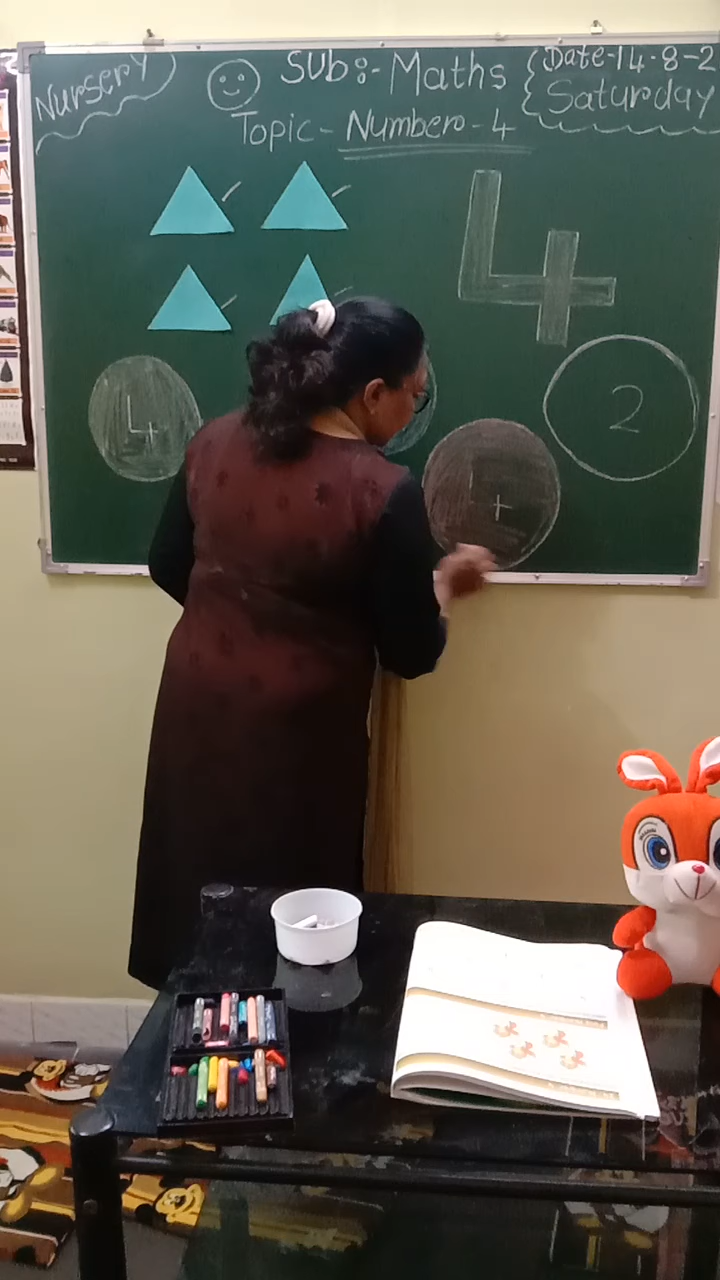 Nursery
Sub:- Maths
Date-14-8-2
Saturday
Topic - Number - 4
4
4
4
2